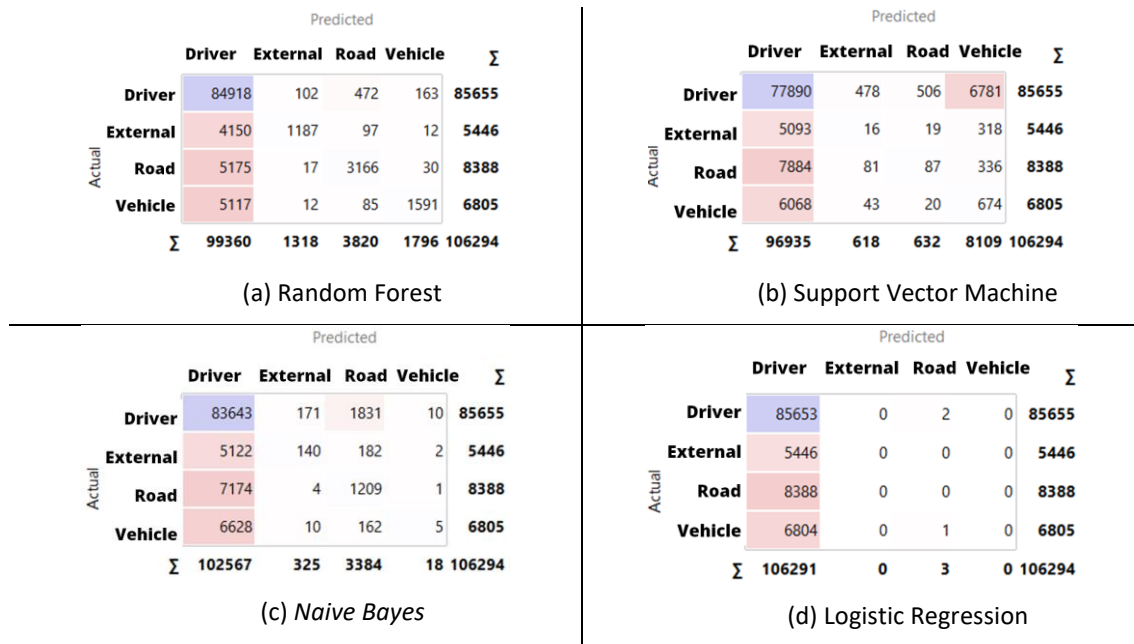 Predicted
Driver External Road Vehicle Σ
Driver 84918 102 472 163 85655
External 4150 1187 97 12 5446
Road 5175 17 3166 30 8388
Vehicle 5117 12 85 1591 6805
Σ 99360 1318 3820 1796 106294
Actual
(a) Random Forest
Predicted
Driver External Road Vehicle Σ
Driver 77890 478 506 6781 85655
External 5093 16 19 318 5446
Road 7884 81 87 336 8388
Vehicle 6068 43 20 674 6805
Σ 96935 618 632 8109 106294
Actual
(b) Support Vector Machine
Predicted
Driver External Road Vehicle Σ
Driver 83643 171 1831 10 85655
External 5122 140 182 2 5446
Road 7174 4 1209 1 8388
Vehicle 6628 10 162 5 6805
Σ 102567 325 3384 18 106294
Actual
(c) Naive Bayes
Predicted
Driver External Road Vehicle Σ
Driver 85653 0 2 0 85655
External 5446 0 0 0 5446
Road 8388 0 0 0 8388
Vehicle 6804 0 1 0 6805
Σ 106291 0 3 0 106294
Actual
(d) Logistic Regression